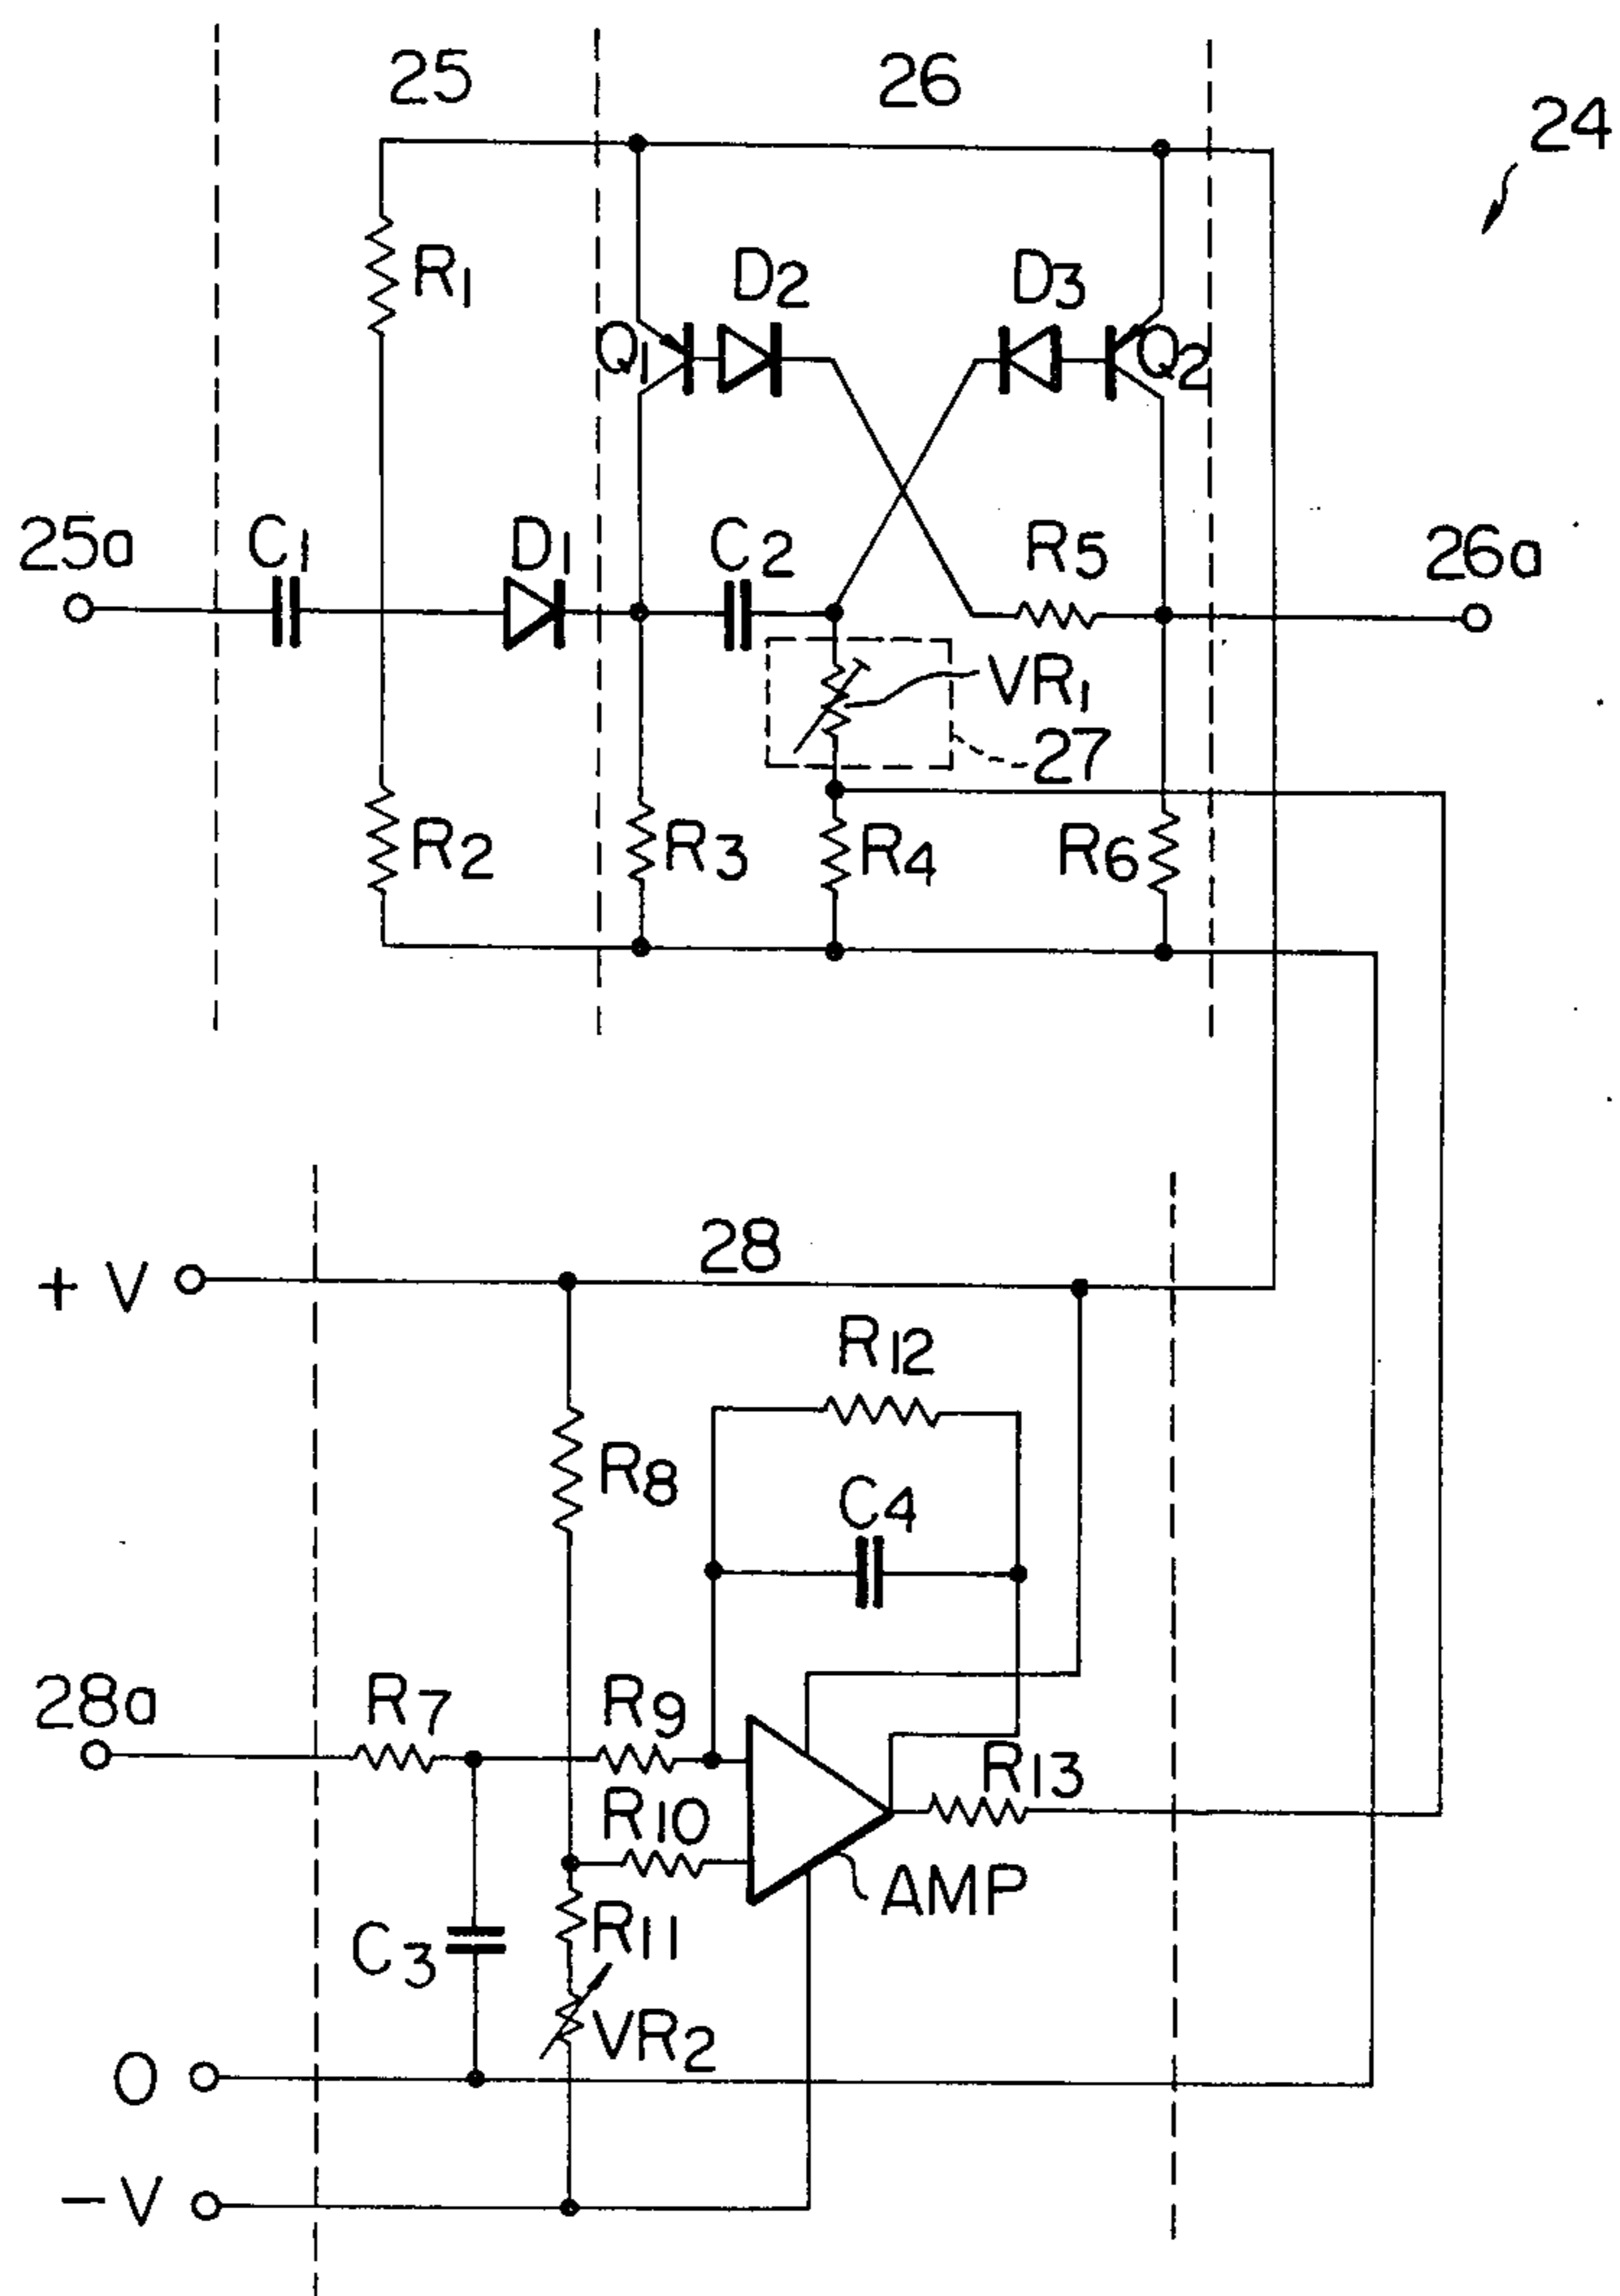 25
26
24
R1
D2
D3
Q1
Q2
25a
C1
D1
C2
R5
26a
VR1
27
R2
R3
R4
R6
28
+V
R12
R8
C4
28a
R7
R9
R13
R10
AMP
R11
C3
VR2
0
-V